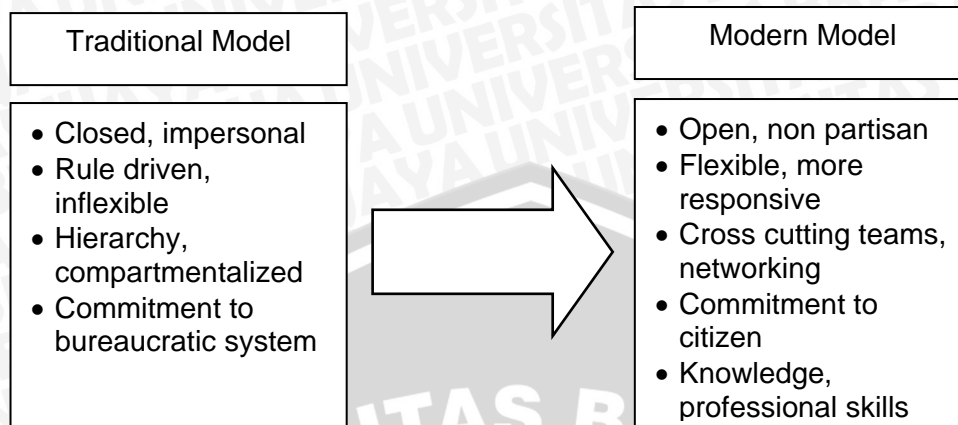 Traditional Model
• Closed, impersonal
• Rule driven,
inflexible
• Hierarchy,
compartmentalized
• Commitment to
bureaucratic system
Modern Model
• Open, non partisan
• Flexible, more
responsive
• Cross cutting teams,
networking
• Commitment to
citizen
• Knowledge,
professional skills